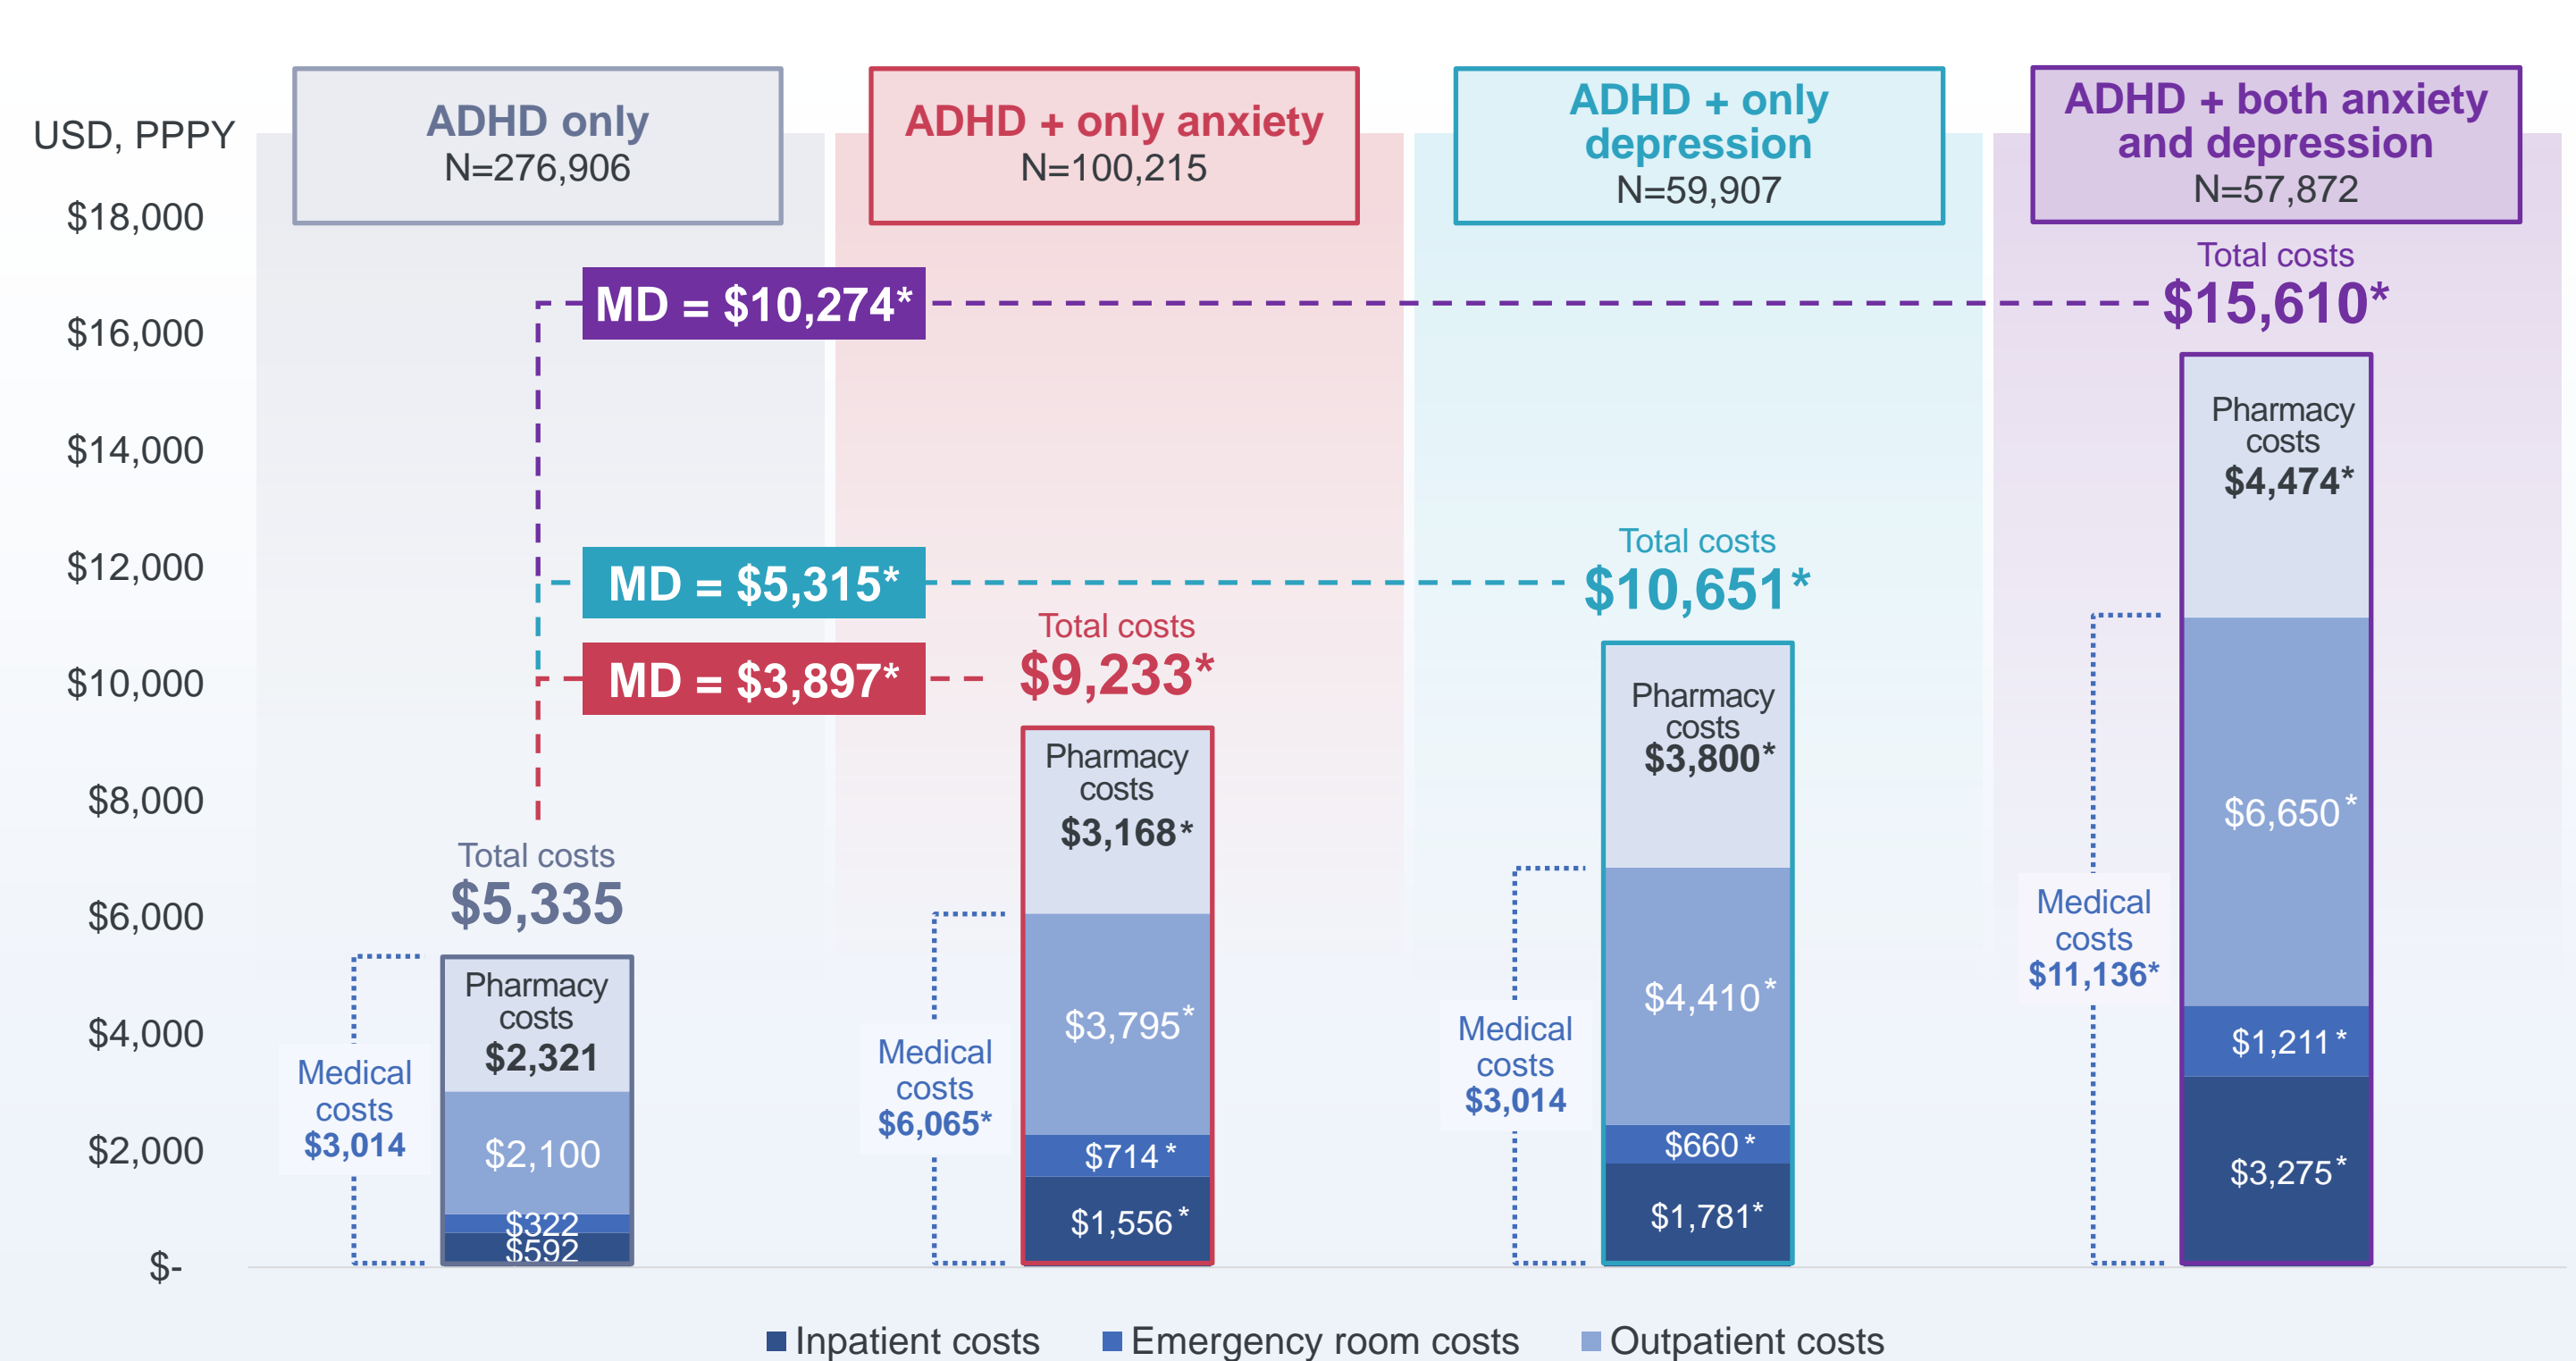 ADHD only
N=276,906
ADHD + only anxiety
N=100,215
ADHD + only
depression
N=59,907
ADHD + both anxiety
and depression
N=57,872
USD, PPPY
$18,000
$16,000
$14,000
$12,000
$10,000
$8,000
$6,000
$4,000
$2,000
$-
MD = $10,274*
MD = $5,315*
MD = $3,897*
Total costs
$5,335
Pharmacy
costs
$2,321
$2,100
$322
$592
Medical
costs
$3,014
Total costs
$9,233*
Pharmacy
costs
$3,168*
$3,795*
$714*
$1,556*
Medical
costs
$6,065*
Total costs
$10,651*
Pharmacy
costs
$3,800*
$4,410*
$660*
$1,781*
Medical
costs
$3,014
Total costs
$15,610*
Pharmacy
costs
$4,474*
$6,650*
$1,211*
$3,275*
Medical
costs
$11,136*
Inpatient costs Emergency room costs Outpatient costs